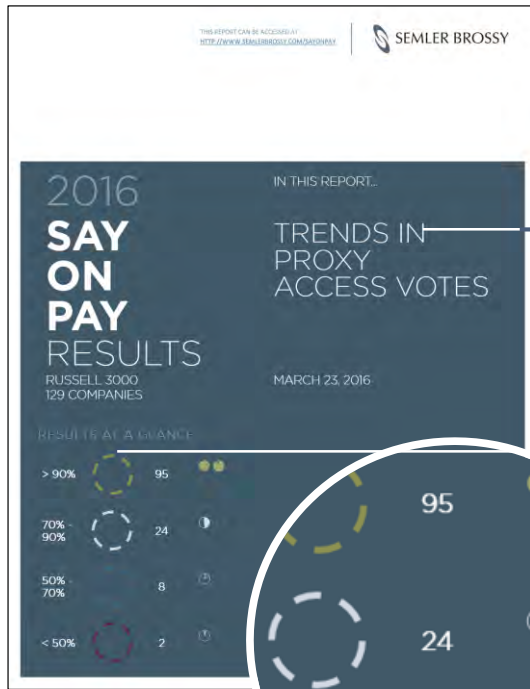 THIS REPORT CAN BE ACCESSED AT
HTTP://WWW.SEMLERBROSSY.COM/SAYONPAY
SEMLER BROSSY
2016
SAY
ON
PAY
RESULTS
RUSSELL 3000
129 COMPANIES
IN THIS REPORT...
TRENDS IN
PROXY
ACCESS VOTES
MARCH 23, 2016
RESULTS AT A GLANCE
> 90% 95
70% -
90% 24
50% -
70% 8
< 50% 2
95
24